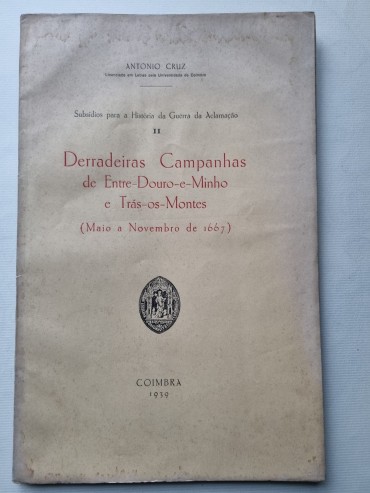 ANTONIO CRUZ
Licenciado em Letras pela Universidade de Coimbra
Subsídios para a História da Guerra da Aclamação
II
Derradeiras Campanhas
de Entre-Douro-e-Minho
e Trás-os-Montes
(Maio a Novembro de 1667)
COIMBRA
1939